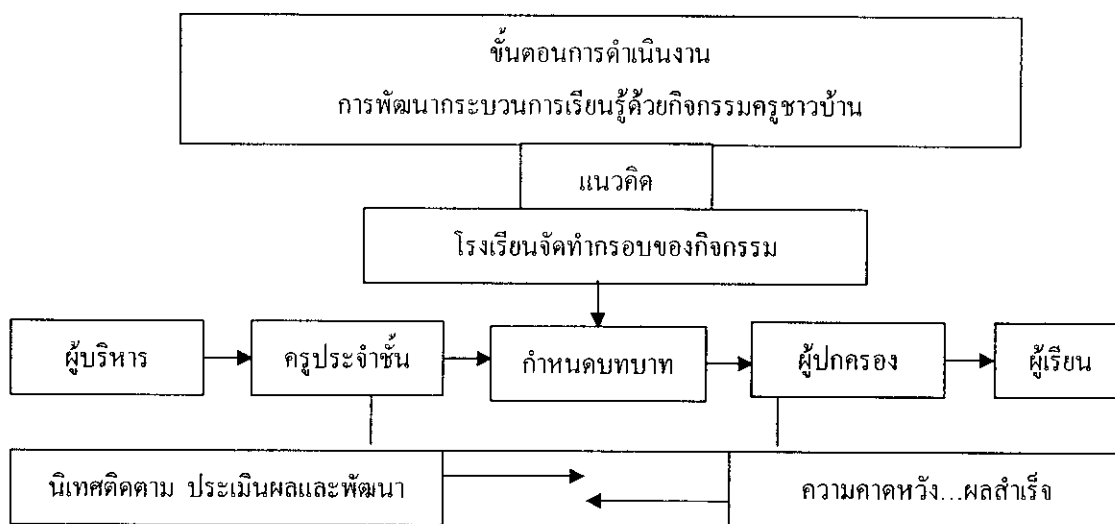 ขั้นตอนการดำเนินงาน
การพัฒนากระบวนการเรียนรู้ด้วยกิจกรรมครูชาวบ้าน
แนวคิด
โรงเรียนจัดทำกรอบของกิจกรรม
ผู้บริหาร
ครูประจำชั้น
กำหนดบทบาท
ผู้ปกครอง
ผู้เรียน
นิเทศติดตาม ประเมินผลและพัฒนา
ความคาดหวัง...ผลสำเร็จ